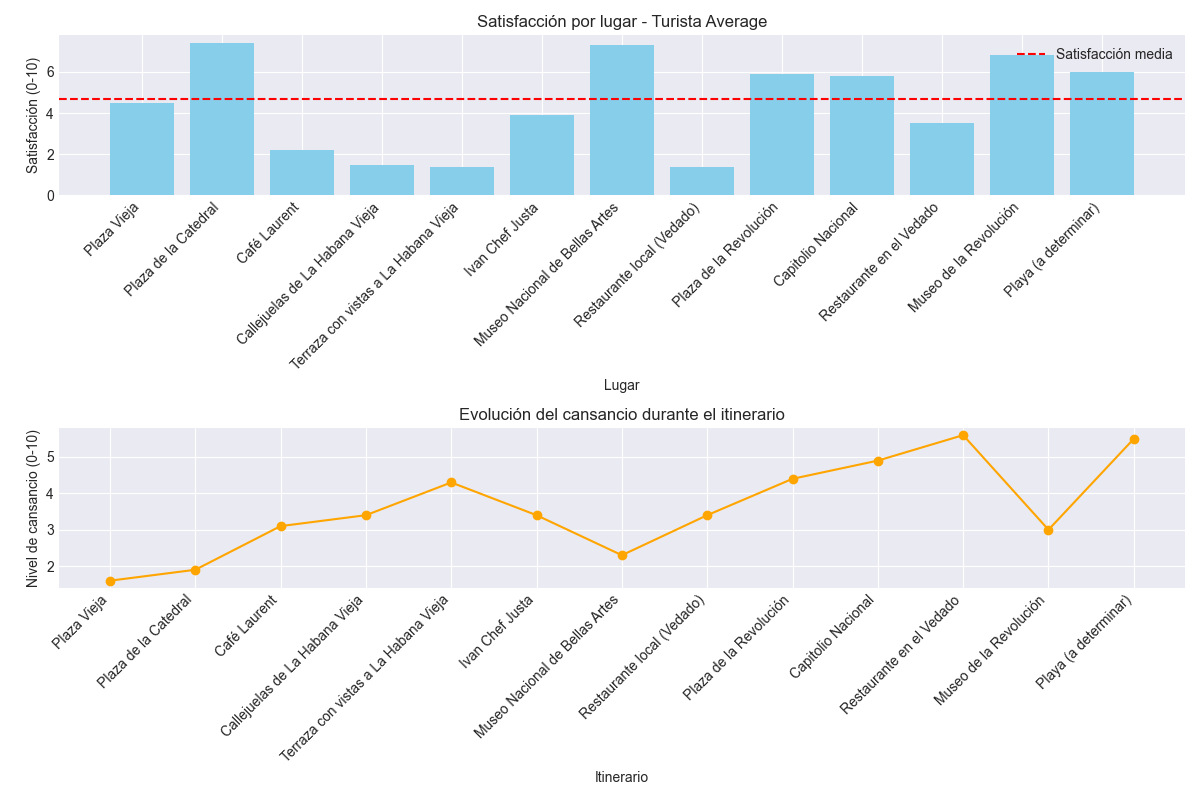 Satisfacción por lugar - Turista Average
Satisfacción (0-10)
6
4
2
0
Satisfacción media
Plaza Vieja
Plaza de la Catedral
Café Laurent
Callejuelas de La Habana Vieja
Terraza con vistas a La Habana Vieja
Ivan Chef Justa
Museo Nacional de Bellas Artes
Restaurante local (Vedado)
Plaza de la Revolución
Capitolio Nacional
Restaurante en el Vedado
Museo de la Revolución
Playa (a determinar)
Lugar
Evolución del cansancio durante el itinerario
Nivel de cansancio (0-10)
5
4
3
2
Plaza Vieja
Plaza de la Catedral
Café Laurent
Callejuelas de La Habana Vieja
Terraza con vistas a La Habana Vieja
Ivan Chef Justa
Museo Nacional de Bellas Artes
Restaurante local (Vedado)
Plaza de la Revolución
Capitolio Nacional
Restaurante en el Vedado
Museo de la Revolución
Playa (a determinar)
Itinerario